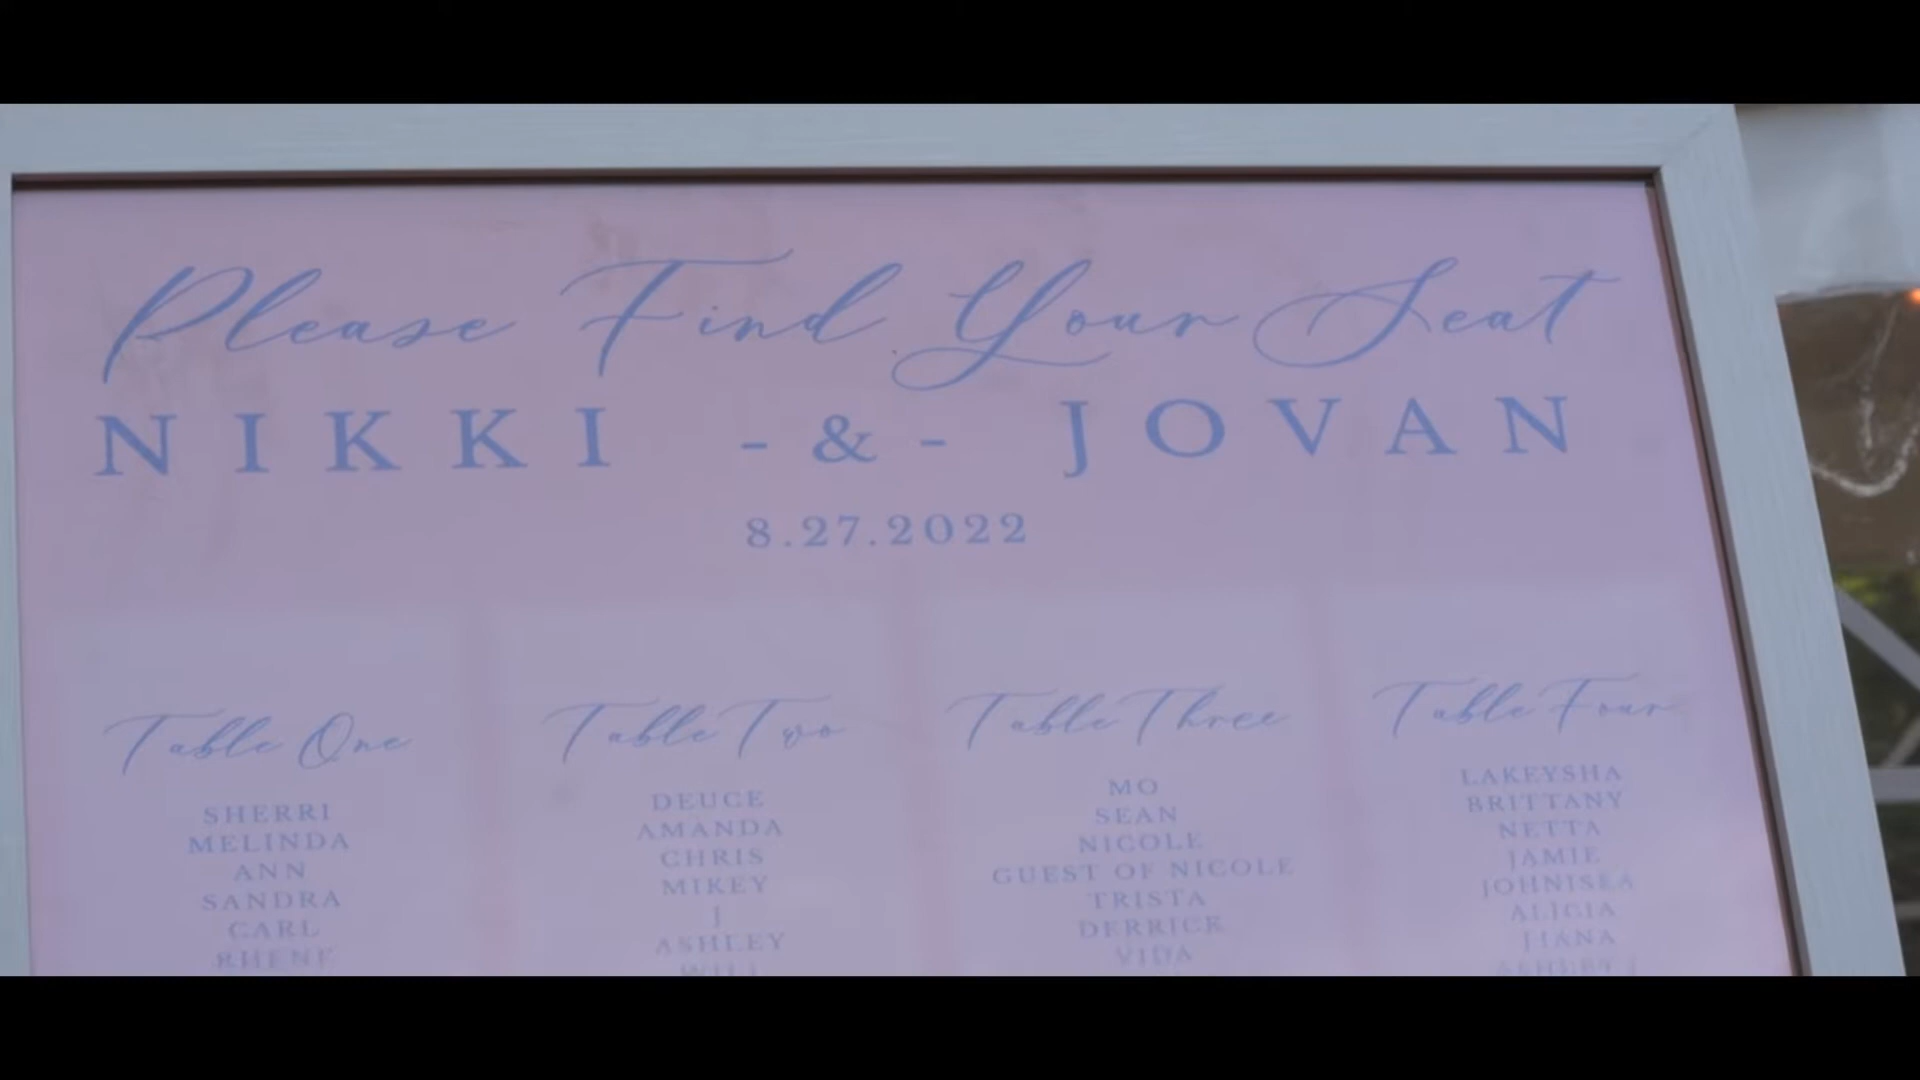 Please Find Your Seat
NIKKI -&- JOVAN
8.27.2022
Table One
SHERRI
MELINDA
ANN
SANDRA
CARL
RHENE
Table Two
DEUCE
AMANDA
CHRIS
MIKEY
J
ASHLEY
WILL
Table Three
MO
SEAN
NICOLE
GUEST OF NICOLE
TRISTA
DERRICK
VIDA
Table Four
LAKEYSHA
BRITTANY
NETTA
JAMIE
ALICIA